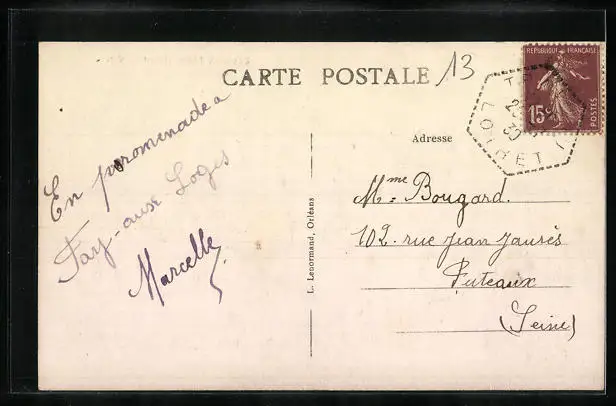 CARTE POSTALE
13
REPUBLIQUE FRANÇAISE
15c
POSTES
LOIRET
30
En promenade a
Fay-aux-Loges
Marcelle
L. Lenormand, Orléans
Adresse
Mme Bougard.
102. rue Jean Jaurès
Puteaux
(Seine)